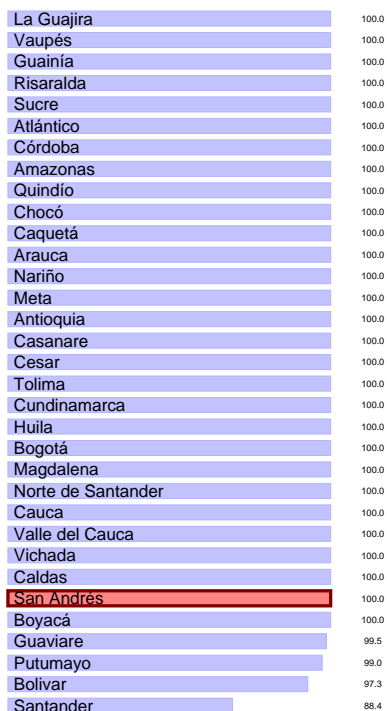 La Guajira 100.0
Vaupés 100.0
Guainía 100.0
Risaralda 100.0
Sucre 100.0
Atlántico 100.0
Córdoba 100.0
Amazonas 100.0
Quindío 100.0
Chocó 100.0
Caquetá 100.0
Arauca 100.0
Nariño 100.0
Meta 100.0
Antioquia 100.0
Casanare 100.0
Cesar 100.0
Tolima 100.0
Cundinamarca 100.0
Huila 100.0
Bogotá 100.0
Magdalena 100.0
Norte de Santander 100.0
Cauca 100.0
Valle del Cauca 100.0
Vichada 100.0
Caldas 100.0
San Andrés 100.0
Boyacá 100.0
Guaviare 99.5
Putumayo 99.0
Bolivar 97.3
Santander 88.4